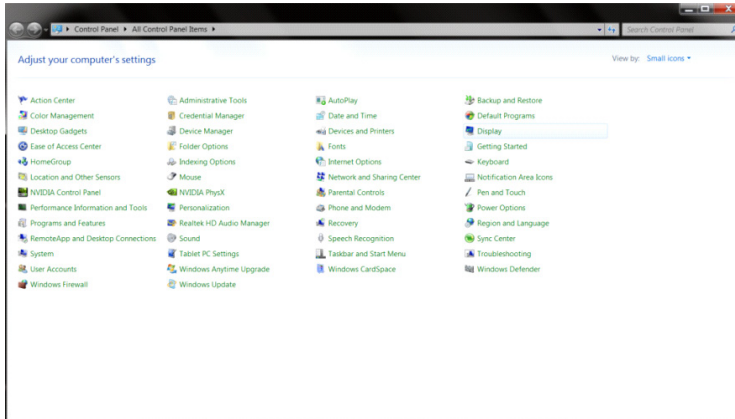 Control Panel ▸ All Control Panel Items ▸
Search Control Panel
Adjust your computer's settings
View by: Small icons
Action Center
Administrative Tools
AutoPlay
Backup and Restore
Color Management
Credential Manager
Date and Time
Default Programs
Desktop Gadgets
Device Manager
Devices and Printers
Display
Ease of Access Center
Folder Options
Fonts
Getting Started
HomeGroup
Indexing Options
Internet Options
Keyboard
Location and Other Sensors
Mouse
Network and Sharing Center
Notification Area Icons
NVIDIA Control Panel
NVIDIA PhysX
Parental Controls
Pen and Touch
Performance Information and Tools
Personalization
Phone and Modem
Power Options
Programs and Features
Realtek HD Audio Manager
Recovery
Region and Language
RemoteApp and Desktop Connections
Sound
Speech Recognition
Sync Center
System
Tablet PC Settings
Taskbar and Start Menu
Troubleshooting
User Accounts
Windows Anytime Upgrade
Windows CardSpace
Windows Defender
Windows Firewall
Windows Update